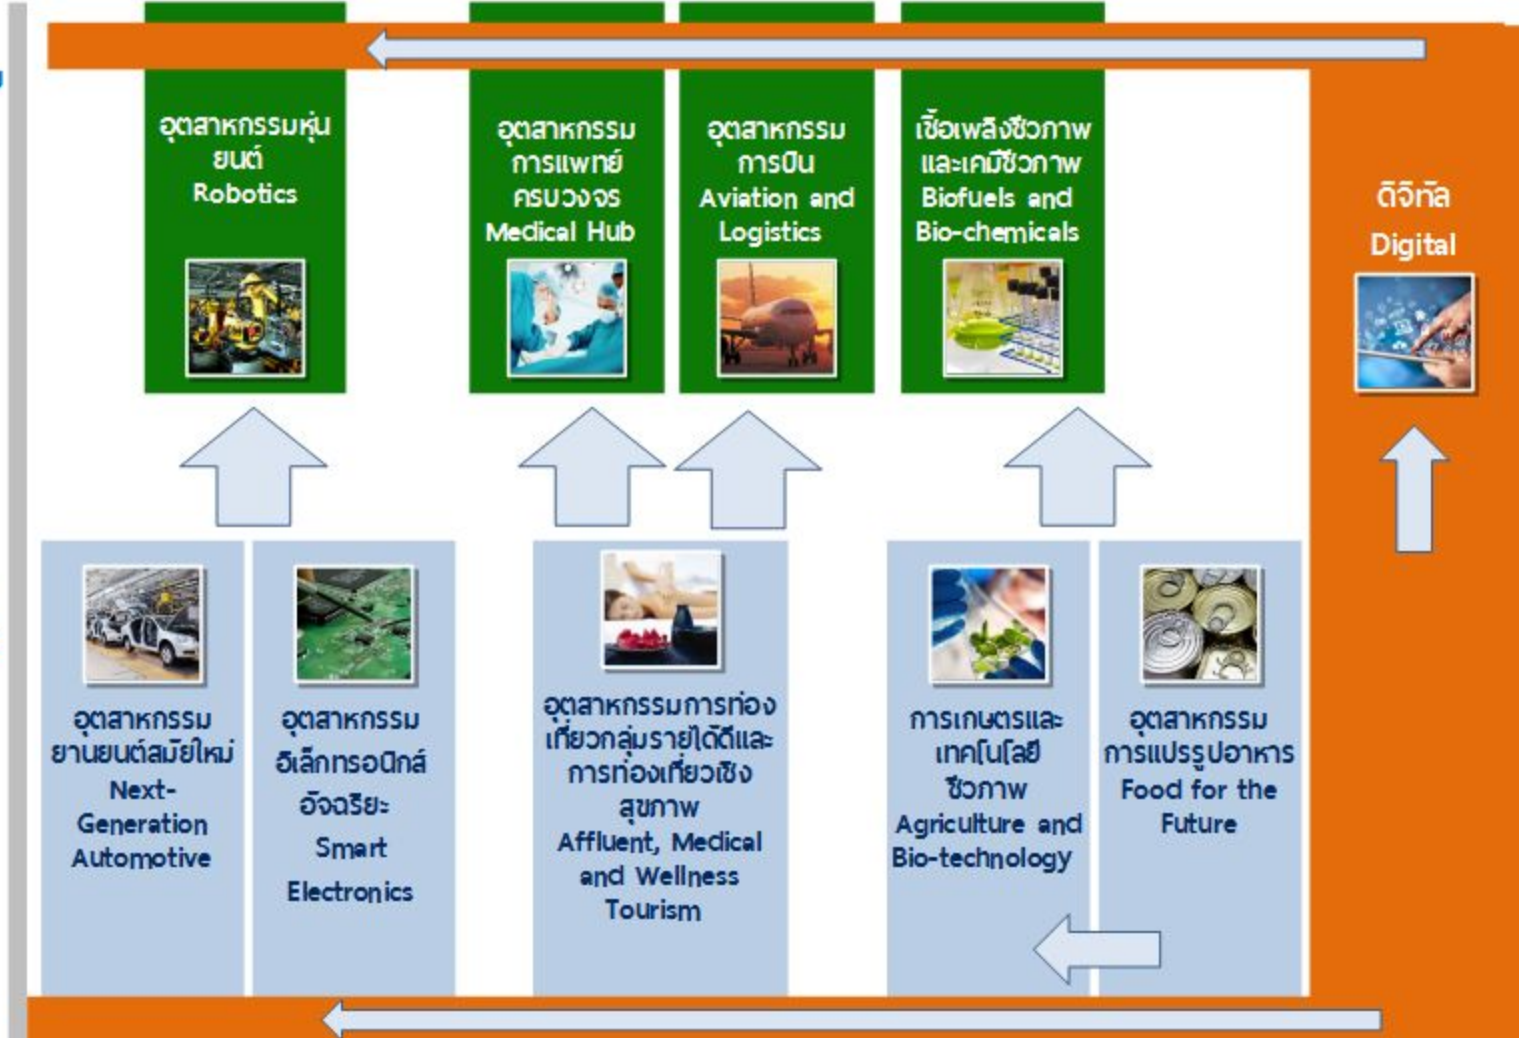 อุตสาหกรรมหุ่น
ยนต์
Robotics
อุตสาหกรรม
การแพทย์
ครบวงจร
Medical Hub
อุตสาหกรรม
การบิน
Aviation and
Logistics
เชื้อเพลิงชีวภาพ
และเคมีชีวภาพ
Biofuels and
Bio-chemicals
ดิจิทัล
Digital
อุตสาหกรรม
ยานยนต์สมัยใหม่
Next-
Generation
Automotive
อุตสาหกรรม
อิเล็กทรอนิกส์
อัจฉริยะ
Smart
Electronics
อุตสาหกรรมการท่อง
เที่ยวกลุ่มรายได้ดีและ
การท่องเที่ยวเชิง
สุขภาพ
Affluent, Medical
and Wellness
Tourism
การเกษตรและ
เทคโนโลยี
ชีวภาพ
Agriculture and
Bio-technology
อุตสาหกรรม
การแปรรูปอาหาร
Food for the
Future